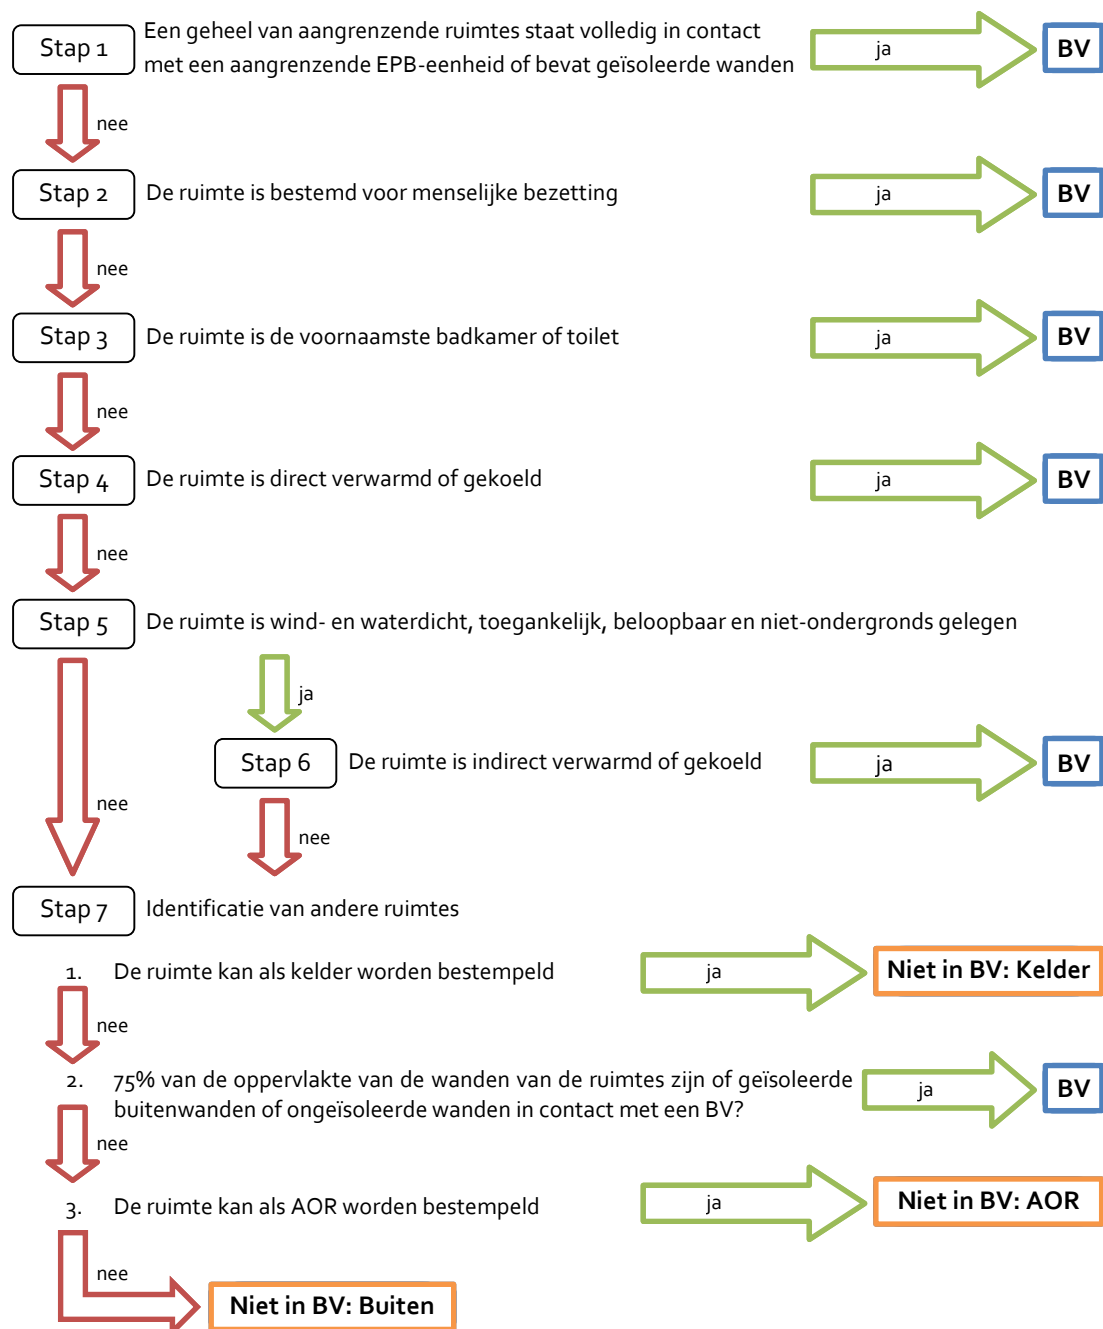 Stap 1
Een geheel van aangrenzende ruimtes staat volledig in contact
met een aangrenzende EPB-eenheid of bevat geïsoleerde wanden
ja
BV
nee
Stap 2
De ruimte is bestemd voor menselijke bezetting
ja
BV
nee
Stap 3
De ruimte is de voornaamste badkamer of toilet
ja
BV
nee
Stap 4
De ruimte is direct verwarmd of gekoeld
ja
BV
nee
Stap 5
De ruimte is wind- en waterdicht, toegankelijk, beloopbaar en niet-ondergronds gelegen
ja
Stap 6
De ruimte is indirect verwarmd of gekoeld
ja
BV
nee
nee
Stap 7
Identificatie van andere ruimtes
1. De ruimte kan als kelder worden bestempeld
ja
Niet in BV: Kelder
nee
2. 75% van de oppervlakte van de wanden van de ruimtes zijn of geïsoleerde
buitenwanden of ongeïsoleerde wanden in contact met een BV?
ja
BV
nee
3. De ruimte kan als AOR worden bestempeld
ja
Niet in BV: AOR
nee
Niet in BV: Buiten